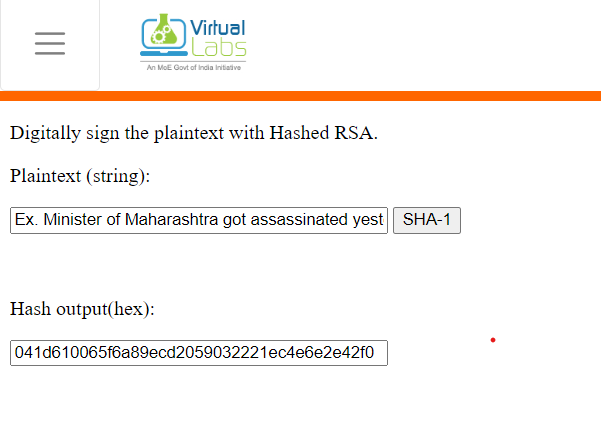 Virtual
Labs
An MoE Govt of India Initiative
Digitally sign the plaintext with Hashed RSA.
Plaintext (string):
Ex. Minister of Maharashtra got assassinated yest SHA-1
Hash output(hex):
041d610065f6a89ecd2059032221ec4e6e2e42f0